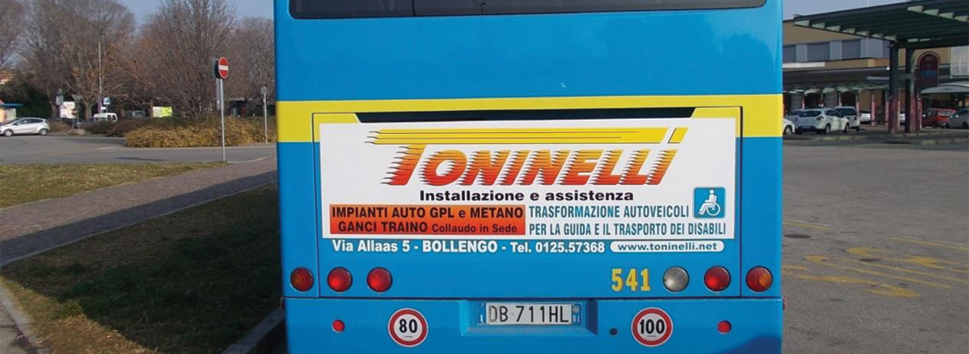 TONINELLI
Installazione e assistenza
IMPIANTI AUTO GPL e METANO
GANCI TRAINO Collaudo in Sede
TRASFORMAZIONE AUTOVEICOLI
PER LA GUIDA E IL TRASPORTO DEI DISABILI
Via Allaas 5 - BOLLENGO - Tel. 0125.57368 www.toninelli.net
541
80
DB 711HL
100